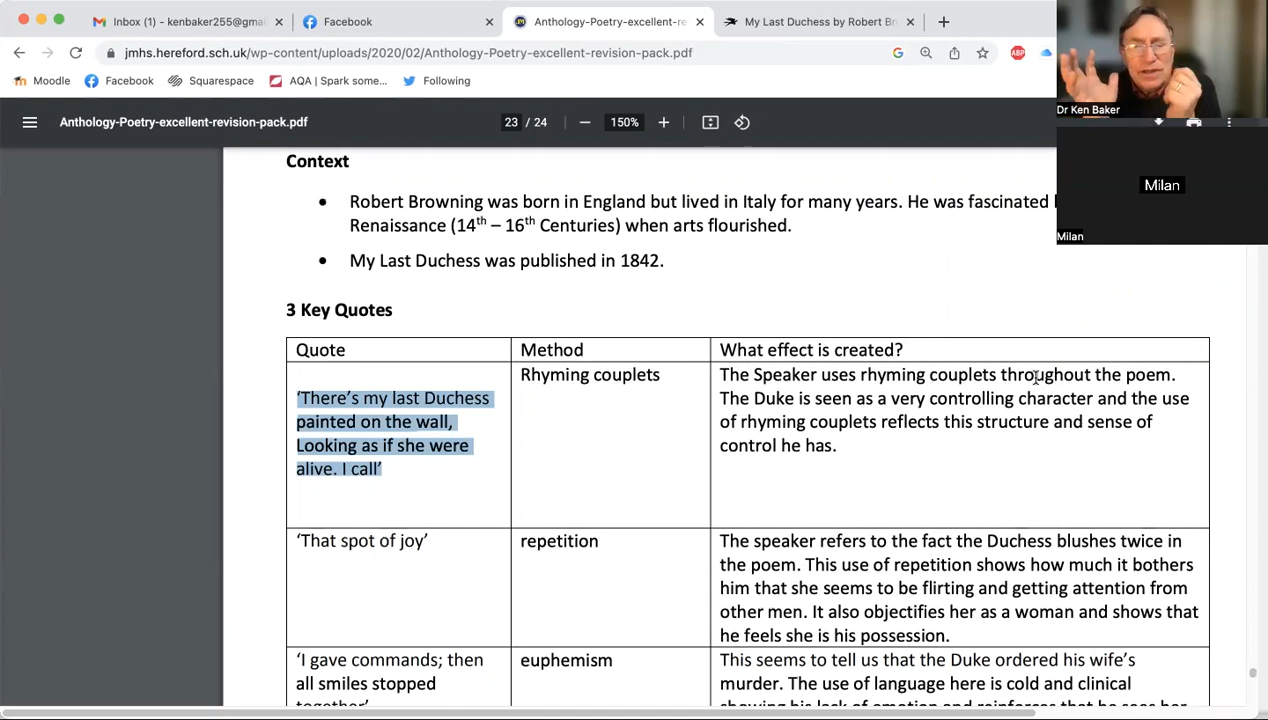 Inbox (1) - kenbaker255@gma
Facebook
Anthology-Poetry-excellent-re
My Last Duchess by Robert Br
jmhs.hereford.sch.uk/wp-content/uploads/2020/02/Anthology-Poetry-excellent-revision-pack.pdf
Moodle
Facebook
Squarespace
AQA | Spark some...
Following
ABP
Dr Ken Baker
Anthology-Poetry-excellent-revision-pack.pdf
23 / 24
150%
Milan
Milan
Context
Robert Browning was born in England but lived in Italy for many years. He was fascinated
Renaissance (14th – 16th Centuries) when arts flourished.
My Last Duchess was published in 1842.
3 Key Quotes
Quote
Method
What effect is created?
‘There’s my last Duchess
painted on the wall,
Looking as if she were
alive. I call’
Rhyming couplets
The Speaker uses rhyming couplets throughout the poem.
The Duke is seen as a very controlling character and the use
of rhyming couplets reflects this structure and sense of
control he has.
‘That spot of joy’
repetition
The speaker refers to the fact the Duchess blushes twice in
the poem. This use of repetition shows how much it bothers
him that she seems to be flirting and getting attention from
other men. It also objectifies her as a woman and shows that
he feels she is his possession.
‘I gave commands; then
all smiles stopped
together’
euphemism
This seems to tell us that the Duke ordered his wife’s
murder. The use of language here is cold and clinical
showing his lack of emotion and reinforces that he sees her